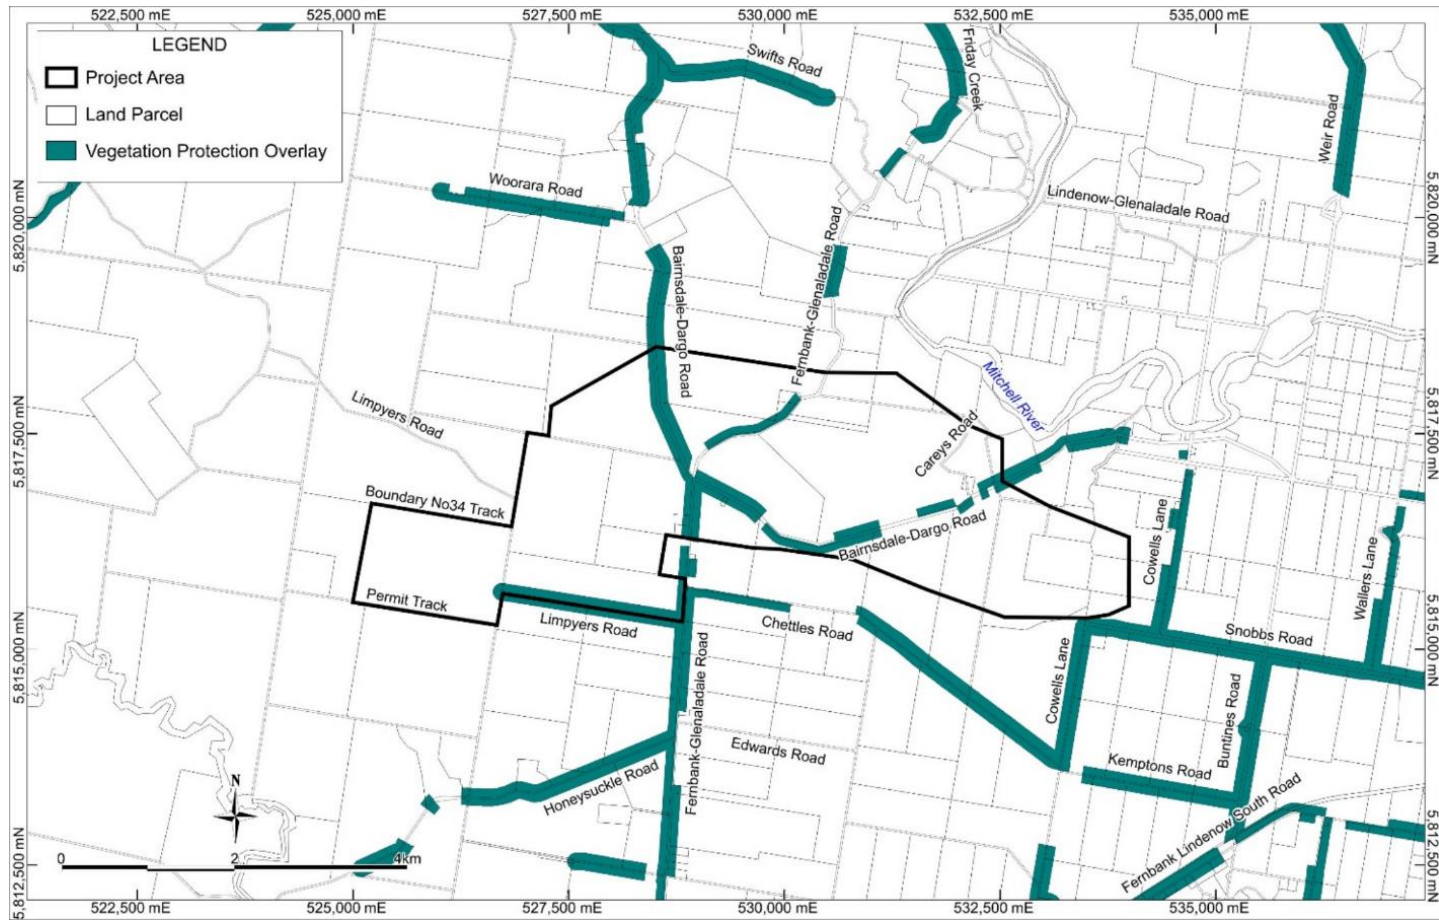 522,500 mE
525,000 mE
527,500 mE
530,000 mE
532,500 mE
535,000 mE
LEGEND
Project Area
Land Parcel
Vegetation Protection Overlay
Swifts Road
Friday Creek
Weir Road
Woorara Road
Lindenow-Glenaladale Road
5,820,000 mN
5,820,000 mN
Bairnsdale-Dargo Road
Fernbank-Glenaladale Road
Mitchell River
Limpyers Road
Careys Road
5,817,500 mN
5,817,500 mN
Boundary No34 Track
Bairnsdale-Dargo Road
Cowells Lane
Wallers Lane
Permit Track
Limpyers Road
Chettles Road
Snobbs Road
5,815,000 mN
5,815,000 mN
Fernbank-Glenaladale Road
Cowells Lane
Buntines Road
Edwards Road
Kemptons Road
Honeysuckle Road
Fernbank Lindenow South Road
N
0
2
4km
5,812,500 mN
5,812,500 mN
522,500 mE
525,000 mE
527,500 mE
530,000 mE
532,500 mE
535,000 mE